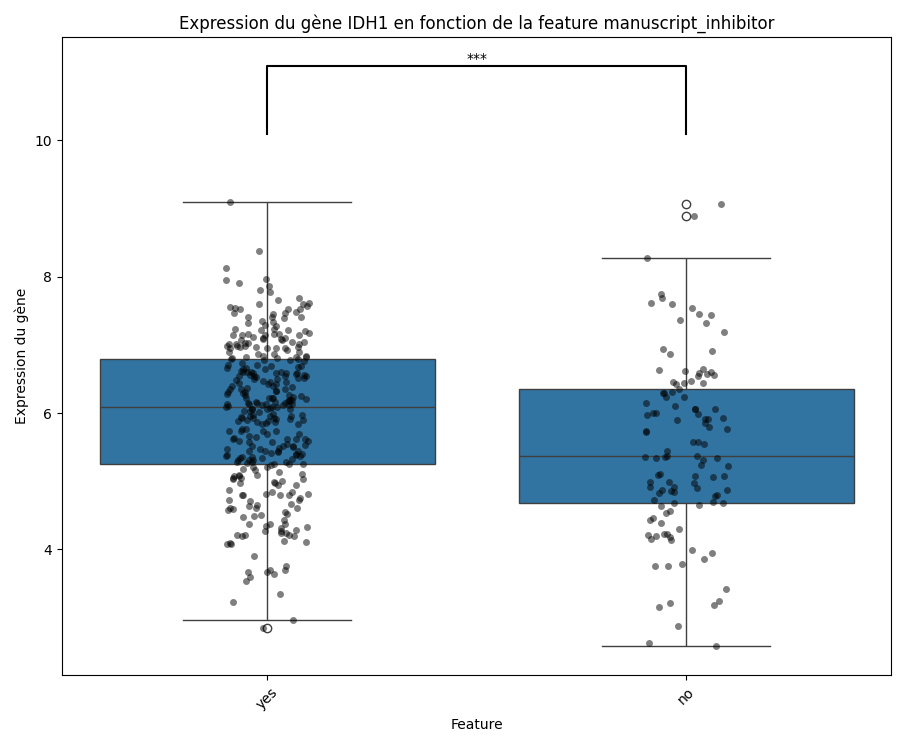 Expression du gène IDH1 en fonction de la feature manuscript_inhibitor
***
10
8
6
4
Expression du gène
yes
no
Feature